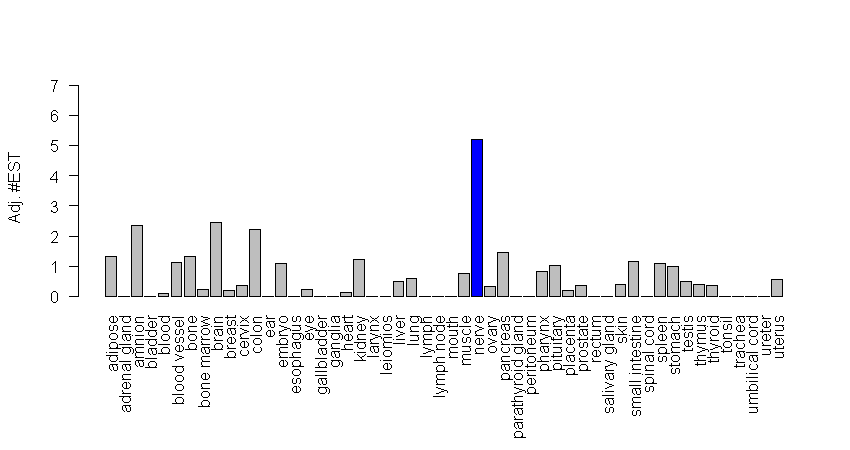 7
6
5
4
3
2
1
0
Adj. #EST
adipose
adrenal gland
amnion
bladder
blood
blood vessel
bone
bone marrow
brain
breast
cervix
colon
ear
embryo
esophagus
eye
gallbladder
ganglia
heart
kidney
larynx
leiomios
liver
lung
lymph
lymph node
mouth
muscle
nerve
ovary
pancreas
parathyroid gland
peritoneum
pharynx
pituitary
placenta
prostate
rectum
salivary gland
skin
small intestine
spinal cord
spleen
stomach
testis
thymus
thyroid
tonsil
trachea
umbilical cord
ureter
uterus